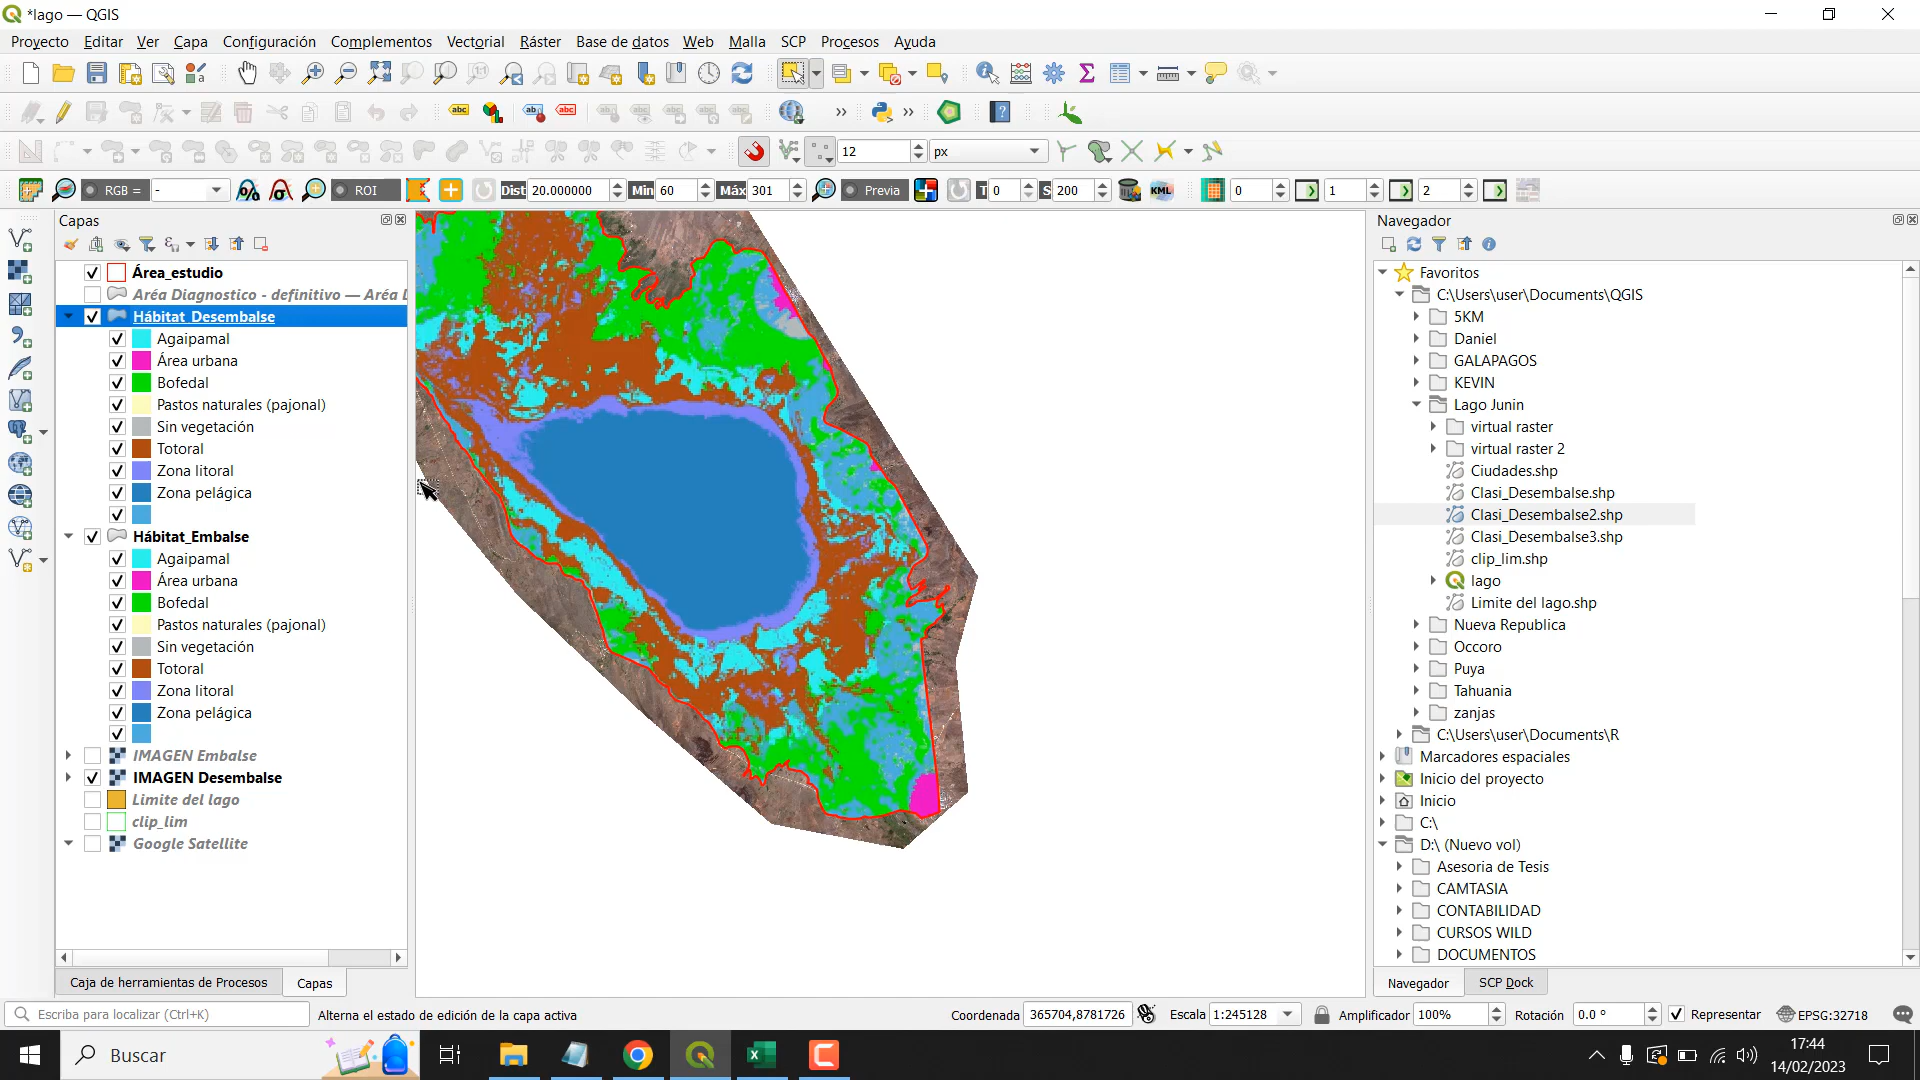 *lago — QGIS
Proyecto Editar Ver Capa Configuración Complementos Vectorial Ráster Base de datos Web Malla SCP Procesos Ayuda
12 px
RGB = - ROI Dist 20.000000 Min 60 Máx 301 Previa T 0 S 200 KML 0 1 2
Capas
Área_estudio
Aréa Diagnostico - definitivo — Aréa D
Hábitat_Desembalse
Agaipamal
Área urbana
Bofedal
Pastos naturales (pajonal)
Sin vegetación
Totoral
Zona litoral
Zona pelágica
Hábitat_Embalse
Agaipamal
Área urbana
Bofedal
Pastos naturales (pajonal)
Sin vegetación
Totoral
Zona litoral
Zona pelágica
IMAGEN Embalse
IMAGEN Desembalse
Limite del lago
clip_lim
Google Satellite
Caja de herramientas de Procesos Capas
Navegador
Favoritos
C:\Users\user\Documents\QGIS
5KM
Daniel
GALAPAGOS
KEVIN
Lago Junin
virtual raster
virtual raster 2
Ciudades.shp
Clasi_Desembalse.shp
Clasi_Desembalse2.shp
Clasi_Desembalse3.shp
clip_lim.shp
lago
Limite del lago.shp
Nueva Republica
Occoro
Puya
Tahuania
zanjas
C:\Users\user\Documents\R
Marcadores espaciales
Inicio del proyecto
Inicio
C:\
D:\ (Nuevo vol)
Asesoria de Tesis
CAMTASIA
CONTABILIDAD
CURSOS WILD
DOCUMENTOS
Navegador SCP Dock
Escriba para localizar (Ctrl+K) Alterna el estado de edición de la capa activa Coordenada 365704,8781726 Escala 1:245128 Amplificador 100% Rotación 0.0 ° Representar EPSG:32718
Buscar
17:44
14/02/2023